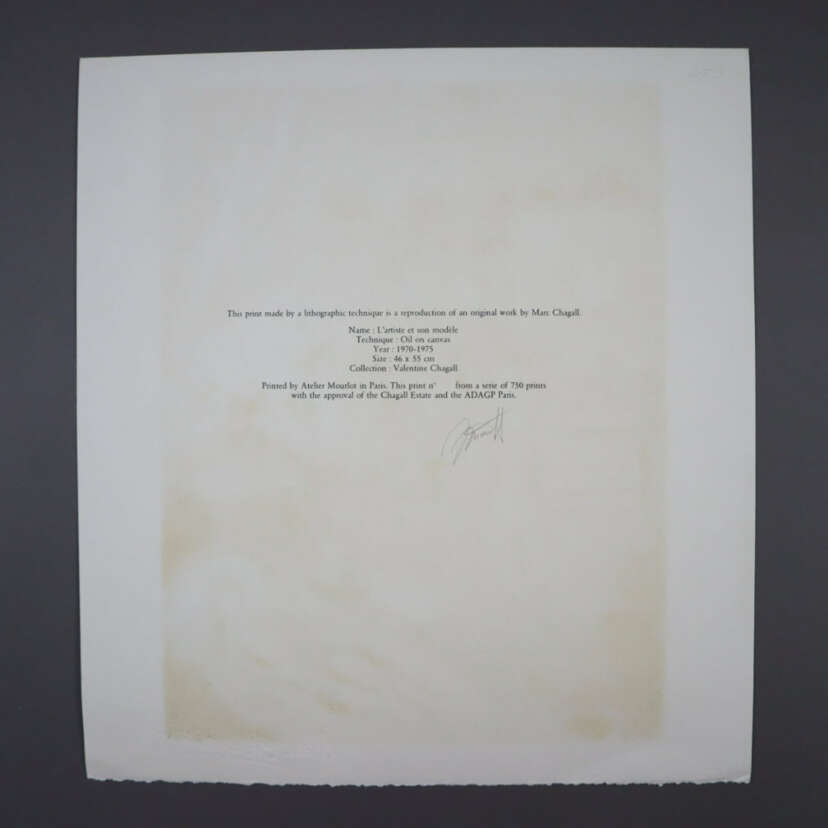 This print made by a lithographic technique is a reproduction of an original work by Marc Chagall.
Name : L'artiste et son modèle
Technique : Oil on canvas
Year : 1970-1975
Size : 46 x 55 cm
Collection : Valentine Chagall
Printed by Atelier Mourlot in Paris. This print n° from a serie of 750 prints
with the approval of the Chagall Estate and the ADAGP Paris.